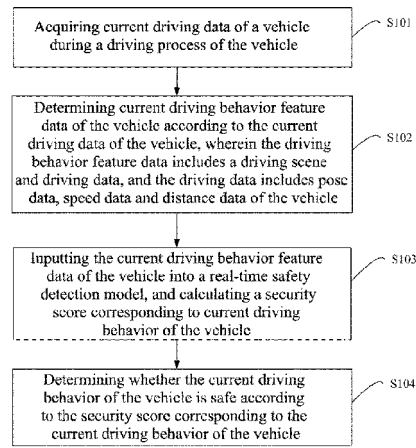 Acquiring current driving data of a vehicle
during a driving process of the vehicle
S101
Determining current driving behavior feature
data of the vehicle according to the current
driving data of the vehicle, wherein the driving
behavior feature data includes a driving scene
and driving data, and the driving data includes pose
data, speed data and distance data of the vehicle
S102
Inputting the current driving behavior feature
data of the vehicle into a real-time safety
detection model, and calculating a security
score corresponding to current driving
behavior of the vehicle
S103
Determining whether the current driving
behavior of the vehicle is safe according
to the security score corresponding to the
current driving behavior of the vehicle
S104